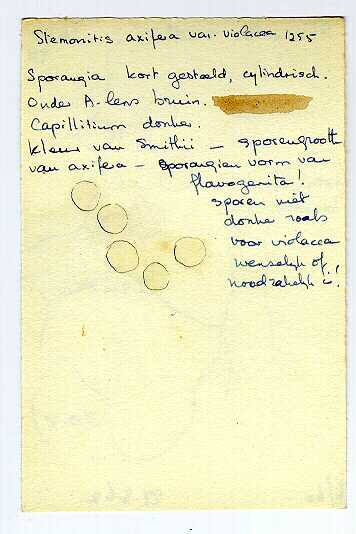 Stemonitis axifera var. violacea 1255
Sporangia kort gesteeld, cylindrisch.
Onder A-lens bruin.
Capillitium donker.
Kleur van Smithii – sporengrootte
van axifera – sporangien vorm van
flavogenita!
sporen niet
donker zoals
voor violacea
wenselijk of
noodzakelijk is!